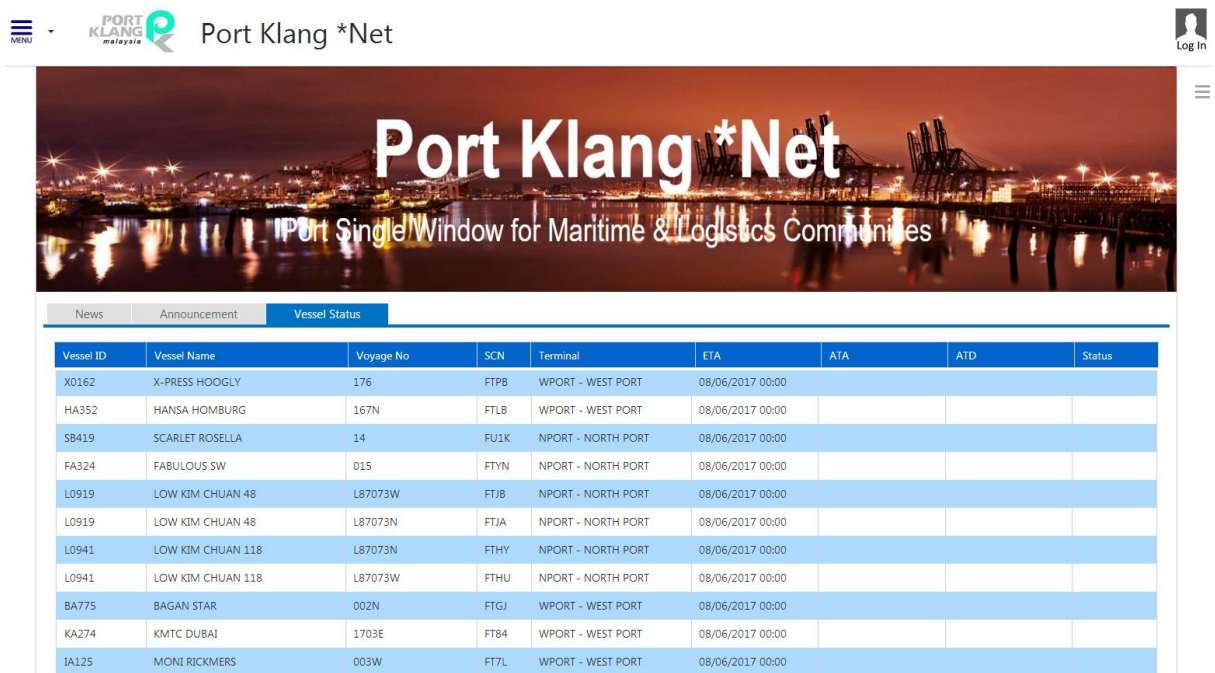 MENU
PORT KLANG malaysia
Port Klang *Net
Log In
Port Klang *Net
Port Single Window for Maritime & Logistics Communities
News Announcement Vessel Status
Vessel ID Vessel Name Voyage No SCN Terminal ETA ATA ATD Status
X0162 X-PRESS HOOGLY 176 FTPB WPORT - WEST PORT 08/06/2017 00:00
HA352 HANSA HOMBURG 167N FTLB WPORT - WEST PORT 08/06/2017 00:00
SB419 SCARLET ROSELLA 14 FU1K NPORT - NORTH PORT 08/06/2017 00:00
FA324 FABULOUS SW 015 FTYN NPORT - NORTH PORT 08/06/2017 00:00
L0919 LOW KIM CHUAN 48 L87073W FTJB NPORT - NORTH PORT 08/06/2017 00:00
L0919 LOW KIM CHUAN 48 L87073N FTJA NPORT - NORTH PORT 08/06/2017 00:00
L0941 LOW KIM CHUAN 118 L87073N FTHY NPORT - NORTH PORT 08/06/2017 00:00
L0941 LOW KIM CHUAN 118 L87073W FTHU NPORT - NORTH PORT 08/06/2017 00:00
BA775 BAGAN STAR 002N FTGJ WPORT - WEST PORT 08/06/2017 00:00
KA274 KMTC DUBAI 1703E FT84 WPORT - WEST PORT 08/06/2017 00:00
IA125 MONI RICKMERS 003W FT7L WPORT - WEST PORT 08/06/2017 00:00